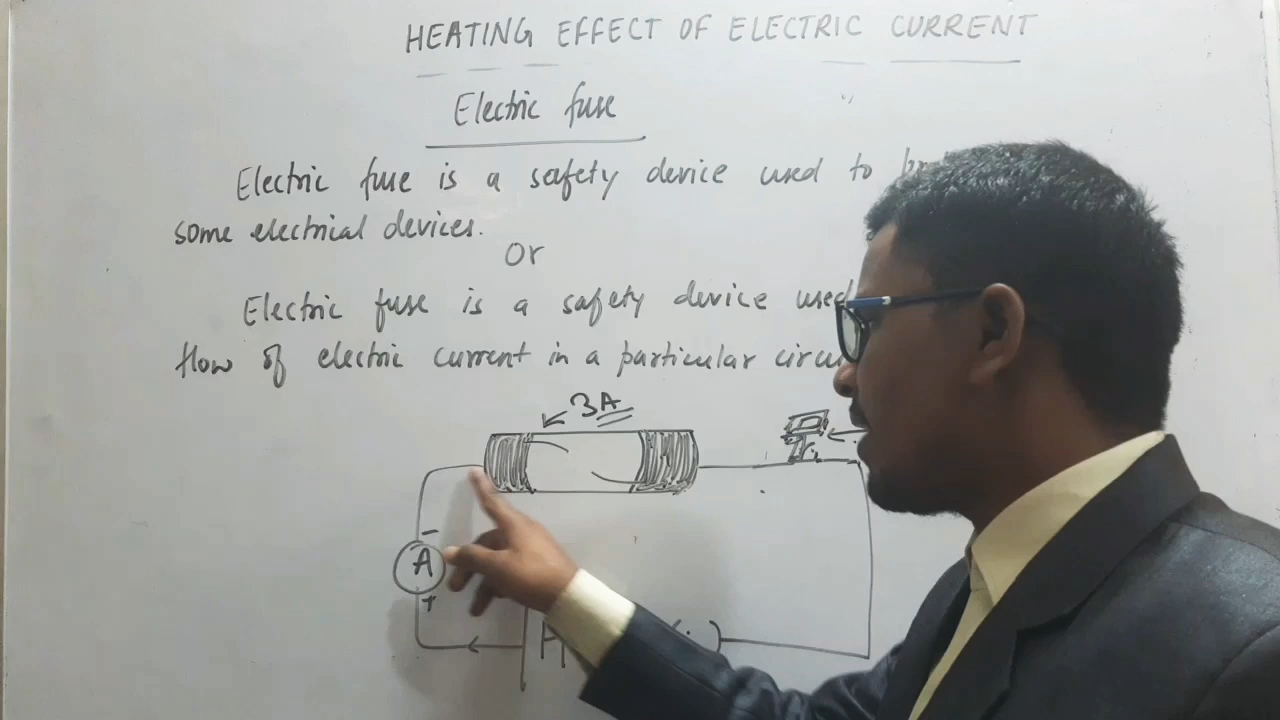 HEATING EFFECT OF ELECTRIC CURRENT
Electric fuse
Electric fuse is a safety device used to
some electrical devices.
Or
Electric fuse is a safety device used
flow of electric current in a particular
3A
-
A
+